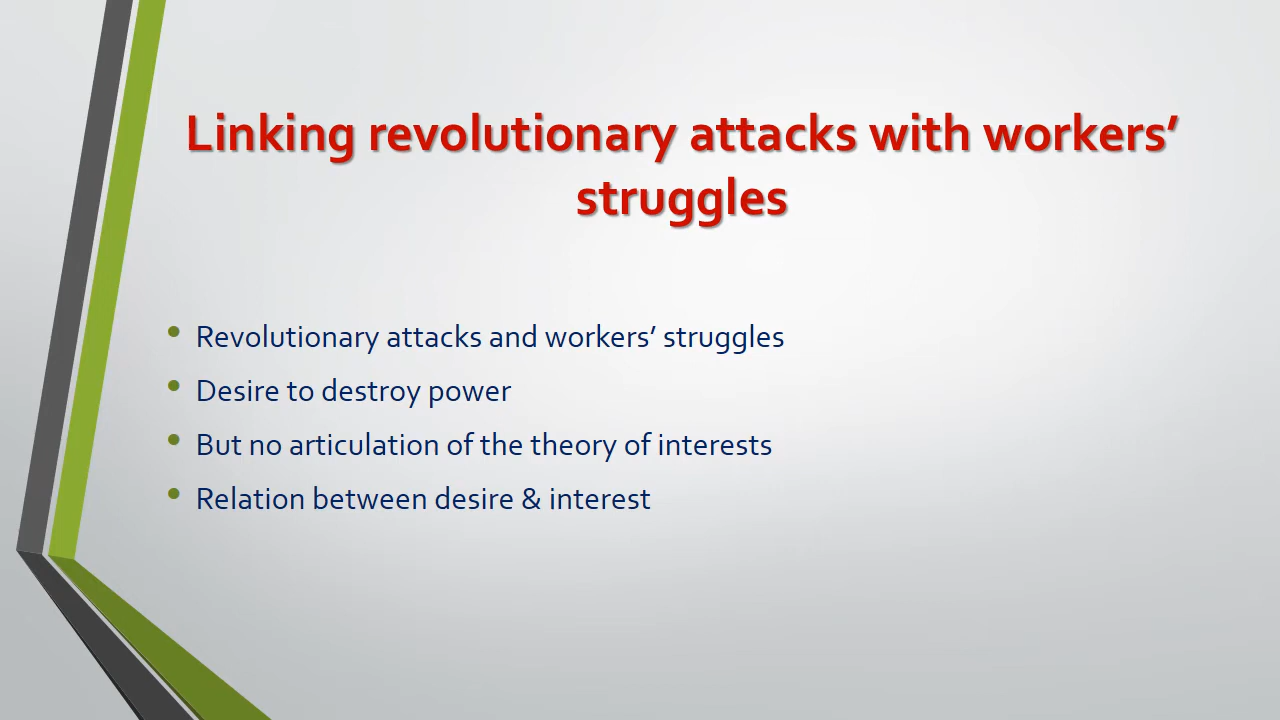 Linking revolutionary attacks with workers’
struggles
• Revolutionary attacks and workers’ struggles
• Desire to destroy power
• But no articulation of the theory of interests
• Relation between desire & interest